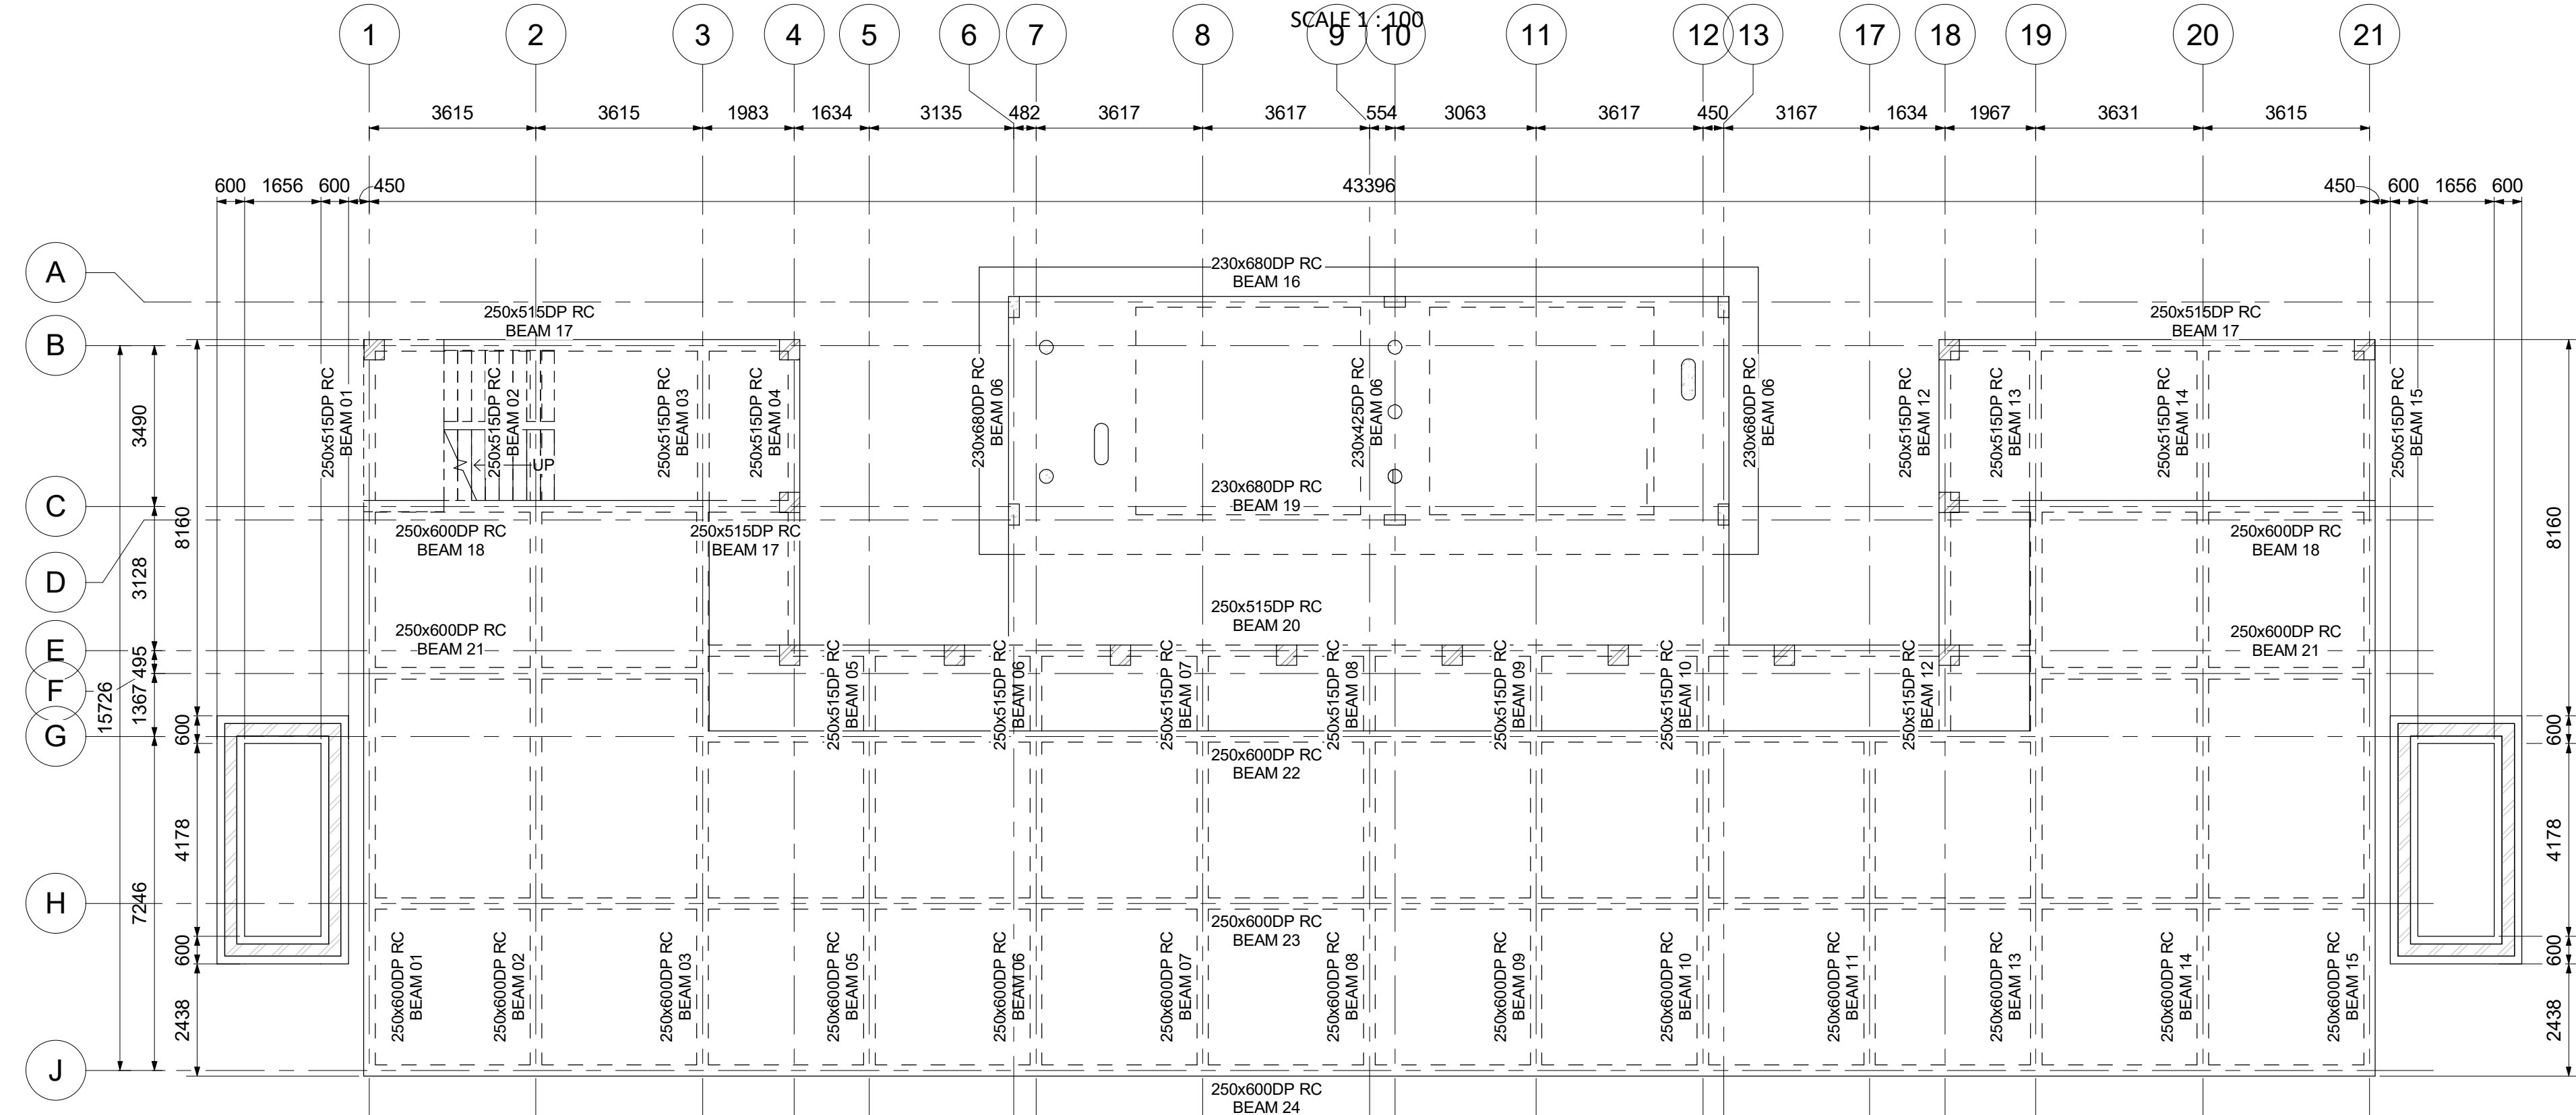 SCALE 1 : 100
1 2 3 4 5 6 7 8 9 10 11 12 13 17 18 19 20 21
3615 3615 1983 1634 3135 482 3617 3617 554 3063 3617 450 3167 1634 1967 3631 3615
600 1656 600 450 43396 450 600 1656 600
A
B
C
D
E
F
G
H
J
3490
3128
495
1367
7246
15726
8160
600
4178
600
2438
8160
600
4178
600
2438
230x680DP RC
BEAM 16
250x515DP RC
BEAM 17
250x515DP RC
BEAM 17
250x515DP RC
BEAM 01
250x515DP RC
BEAM 02
250x515DP RC
BEAM 03
250x515DP RC
BEAM 04
230x680DP RC
BEAM 06
230x425DP RC
BEAM 06
230x680DP RC
BEAM 06
250x515DP RC
BEAM 12
250x515DP RC
BEAM 13
250x515DP RC
BEAM 14
250x515DP RC
BEAM 15
UP
230x680DP RC
BEAM 19
250x600DP RC
BEAM 18
250x515DP RC
BEAM 17
250x600DP RC
BEAM 18
250x515DP RC
BEAM 20
250x600DP RC
BEAM 21
250x600DP RC
BEAM 21
250x515DP RC
BEAM 05
250x515DP RC
BEAM 06
250x515DP RC
BEAM 07
250x515DP RC
BEAM 08
250x515DP RC
BEAM 09
250x515DP RC
BEAM 10
250x515DP RC
BEAM 12
250x600DP RC
BEAM 22
250x600DP RC
BEAM 23
250x600DP RC
BEAM 01
250x600DP RC
BEAM 02
250x600DP RC
BEAM 03
250x600DP RC
BEAM 05
250x600DP RC
BEAM 06
250x600DP RC
BEAM 07
250x600DP RC
BEAM 08
250x600DP RC
BEAM 09
250x600DP RC
BEAM 10
250x600DP RC
BEAM 11
250x600DP RC
BEAM 13
250x600DP RC
BEAM 14
250x600DP RC
BEAM 15
250x600DP RC
BEAM 24